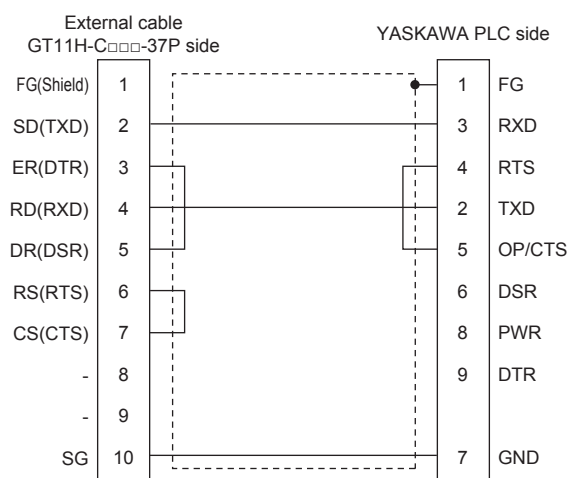 External cable
GT11H-C□□□-37P side
YASKAWA PLC side
FG(Shield) 1 1 FG
SD(TXD) 2 3 RXD
ER(DTR) 3 4 RTS
RD(RXD) 4 2 TXD
DR(DSR) 5 5 OP/CTS
RS(RTS) 6 6 DSR
CS(CTS) 7 8 PWR
- 8 9 DTR
- 9
SG 10 7 GND